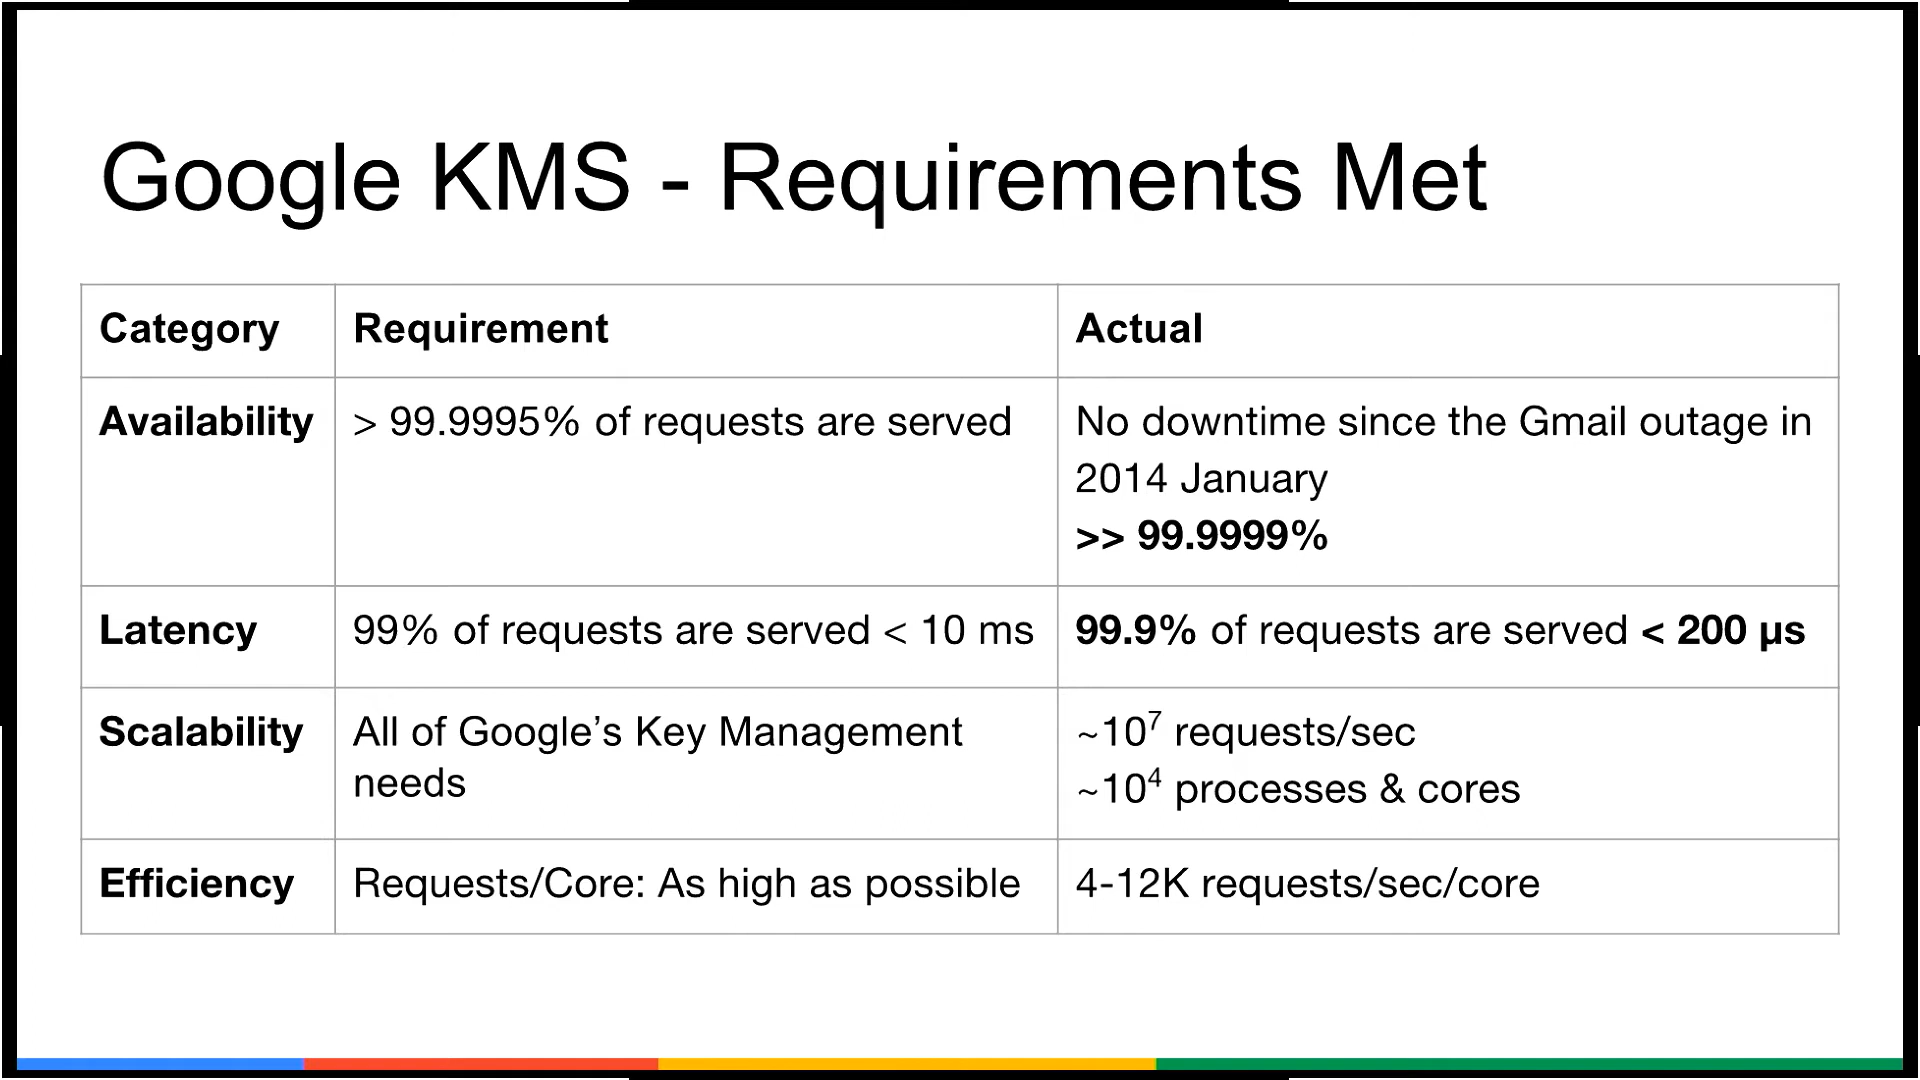 Google KMS - Requirements Met
Category Requirement Actual
Availability > 99.9995% of requests are served No downtime since the Gmail outage in
2014 January
>> 99.9999%
Latency 99% of requests are served < 10 ms 99.9% of requests are served < 200 µs
Scalability All of Google’s Key Management ~10⁷ requests/sec
needs ~10⁴ processes & cores
Efficiency Requests/Core: As high as possible 4-12K requests/sec/core